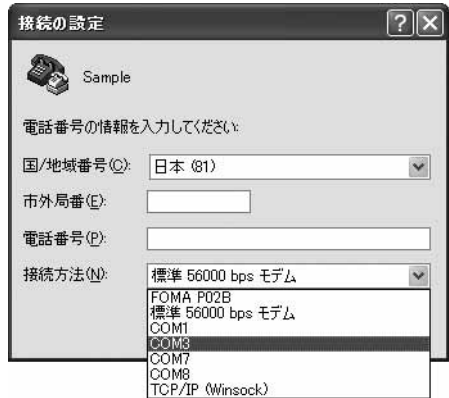 接続の設定
Sample
電話番号の情報を入力してください:
国/地域番号(C): 日本 (81)
市外局番(E):
電話番号(P):
接続方法(N): 標準 56000 bps モデム
FOMA P02B
標準 56000 bps モデム
COM1
COM3
COM7
COM8
TCP/IP (Winsock)